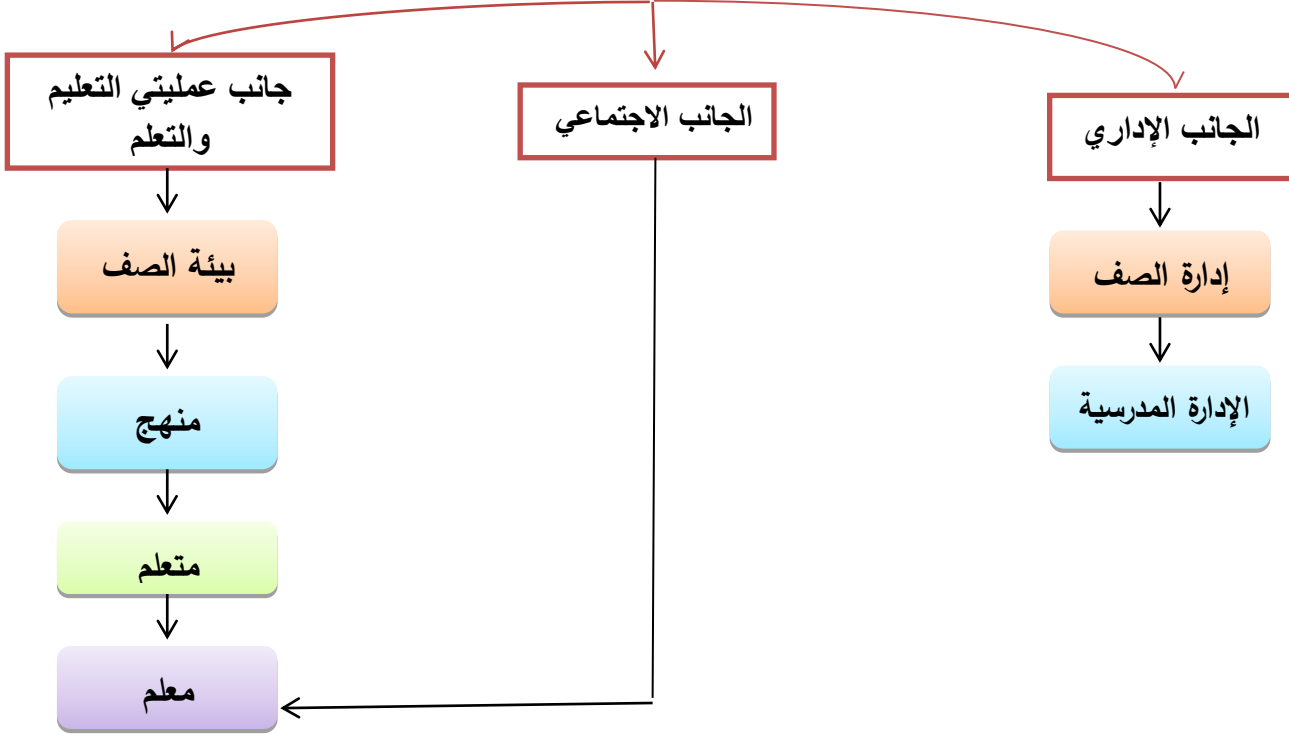 الجانب الإداري
الجانب الاجتماعي
جانب عمليتي التعليم
والتعلم
إدارة الصف
الإدارة المدرسية
بيئة الصف
منهج
متعلم
معلم